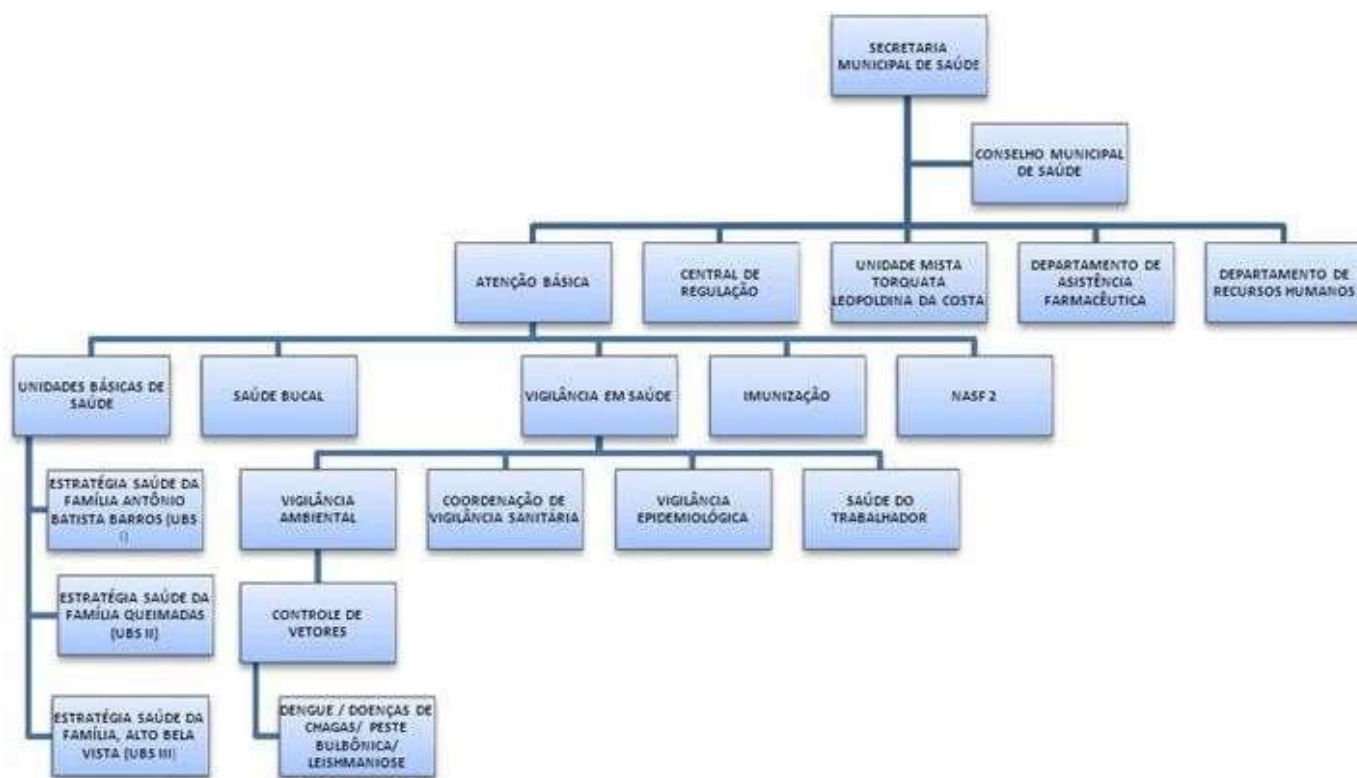 SECRETARIA
MUNICIPAL DE SAÚDE
CONSELHO MUNICIPAL
DE SAÚDE
ATENÇÃO BÁSICA
CENTRAL DE
REGULAÇÃO
UNIDADE MISTA
TORQUATA
LEOPOLDINA DA COSTA
DEPARTAMENTO DE
ASISTÊNCIA
FARMACÊUTICA
DEPARTAMENTO DE
RECURSOS HUMANOS
UNIDADES BÁSICAS DE
SAÚDE
SAÚDE BUCAL
VIGILÂNCIA EM SAÚDE
IMUNIZAÇÃO
NASF 2
ESTRATÉGIA SAÚDE DA
FAMÍLIA ANTÔNIO
BATISTA BARROS (UBS
I)
VIGILÂNCIA
AMBIENTAL
COORDENAÇÃO DE
VIGILÂNCIA SANITÁRIA
VIGILÂNCIA
EPIDEMIOLÓGICA
SAÚDE DO
TRABALHADOR
ESTRATÉGIA SAÚDE DA
FAMÍLIA QUEIMADAS
(UBS II)
CONTROLE DE
VETORES
ESTRATÉGIA SAÚDE DA
FAMÍLIA, ALTO BELA
VISTA (UBS III)
DENGUE / DOENÇAS DE
CHAGAS/ PESTE
BULBÔNICA/
LEISHMANIOSE